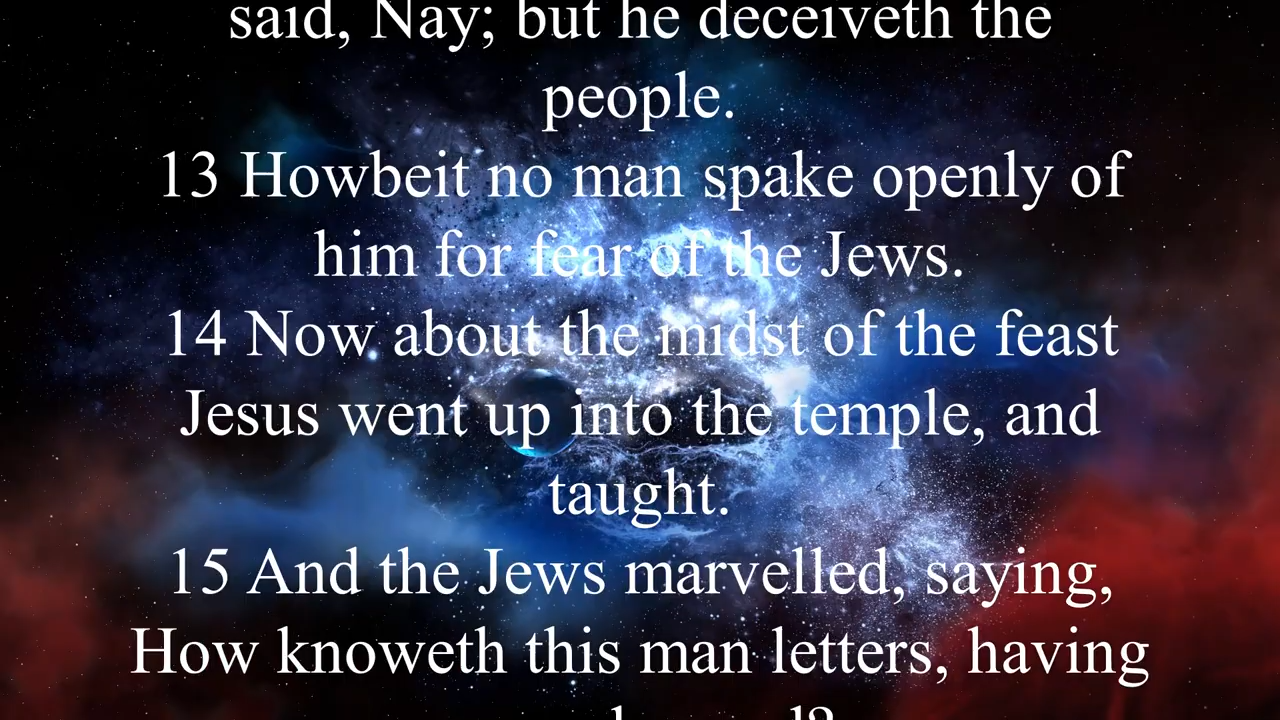 said, Nay; but he deceiveth the
people.
13 Howbeit no man spake openly of
him for fear of the Jews.
14 Now about the midst of the feast
Jesus went up into the temple, and
taught.
15 And the Jews marvelled, saying,
How knoweth this man letters, having